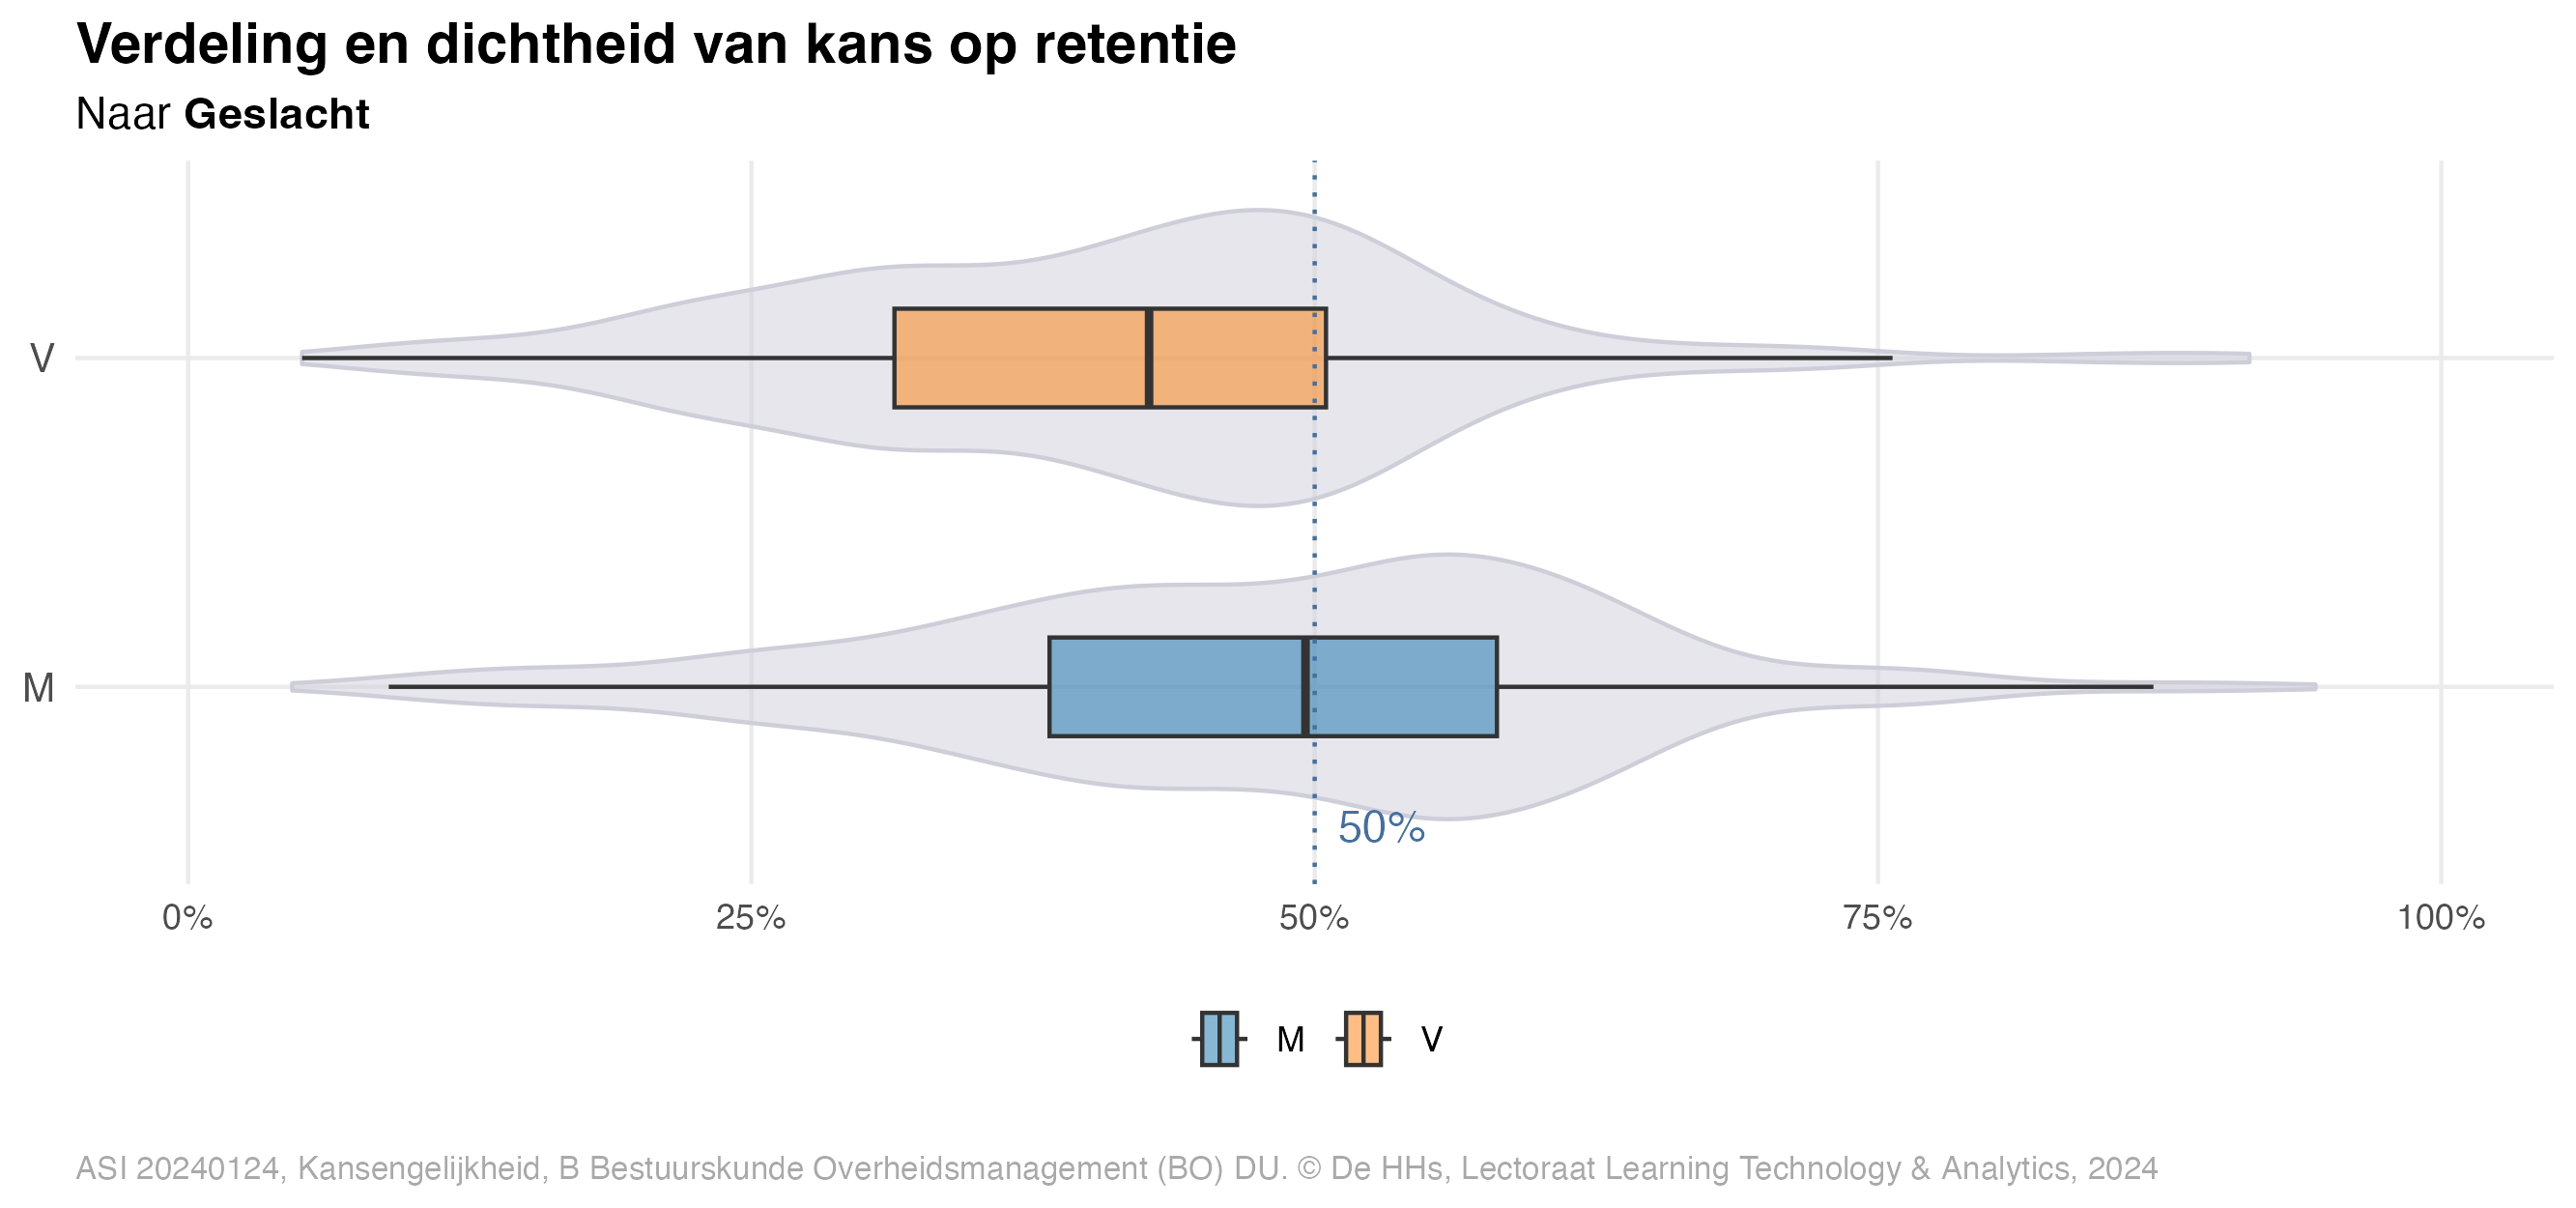 Verdeling en dichtheid van kans op retentie
Naar Geslacht
V
M
50%
0% 25% 50% 75% 100%
M V
ASI 20240124, Kansengelijkheid, B Bestuurskunde Overheidsmanagement (BO) DU. © De HHs, Lectoraat Learning Technology & Analytics, 2024